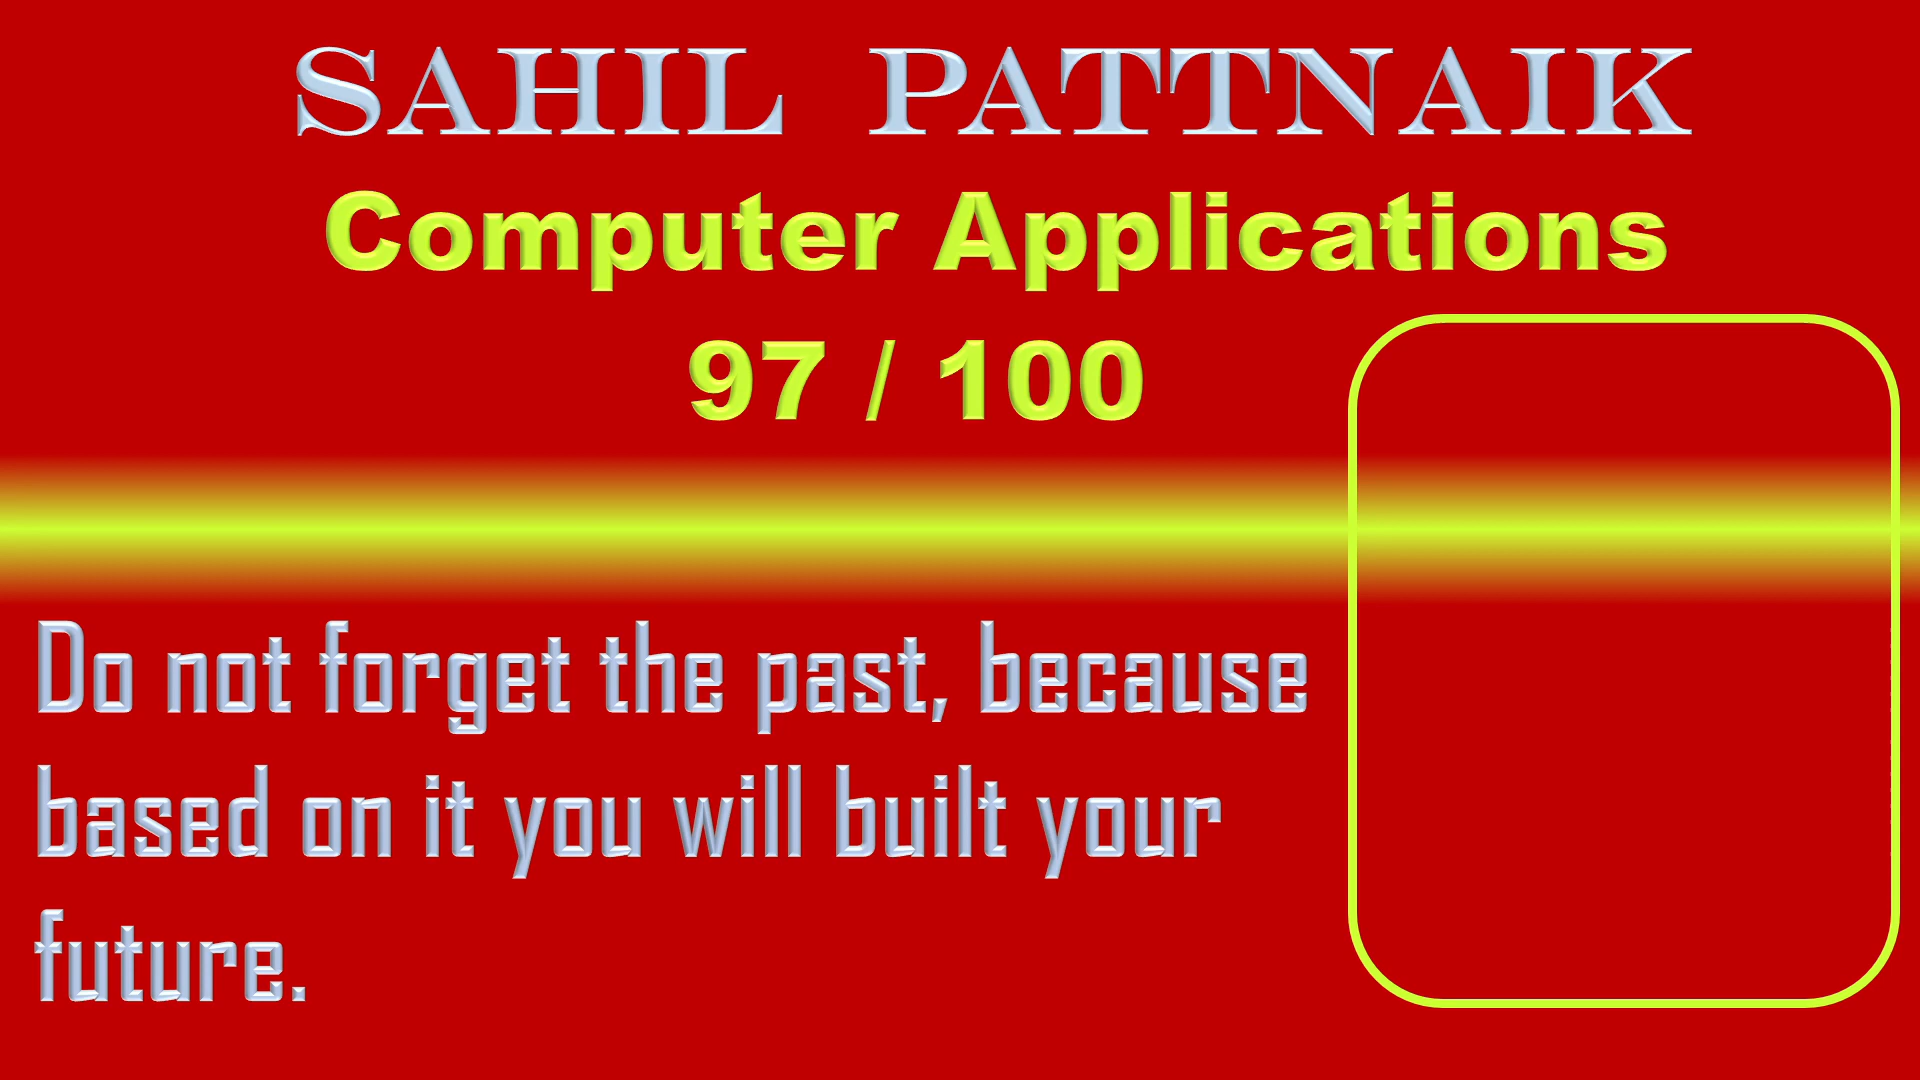 SAHIL PATTNAIK
Computer Applications
97 / 100
Do not forget the past, because
based on it you will built your
future.